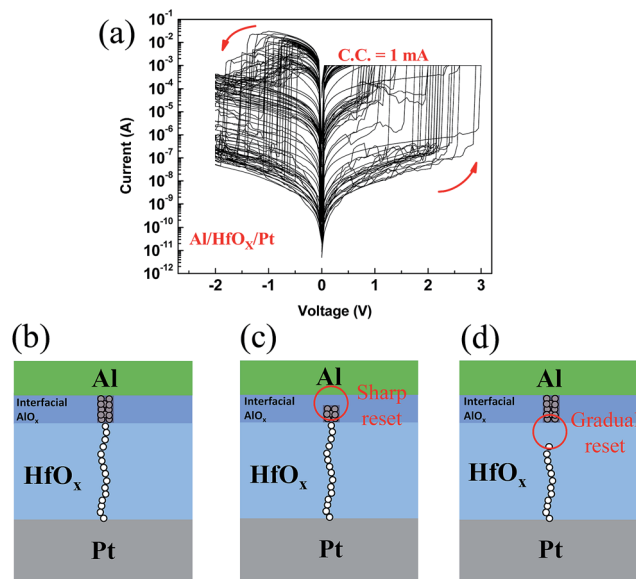 (a)
Current (A)
10⁻¹
10⁻²
10⁻³
10⁻⁴
10⁻⁵
10⁻⁶
10⁻⁷
10⁻⁸
10⁻⁹
10⁻¹⁰
10⁻¹¹
10⁻¹²
C.C. = 1 mA
Al/HfOX/Pt
-2 -1 0 1 2 3
Voltage (V)
(b) (c) (d)
Al
Interfacial
AlOx
HfOx
Pt
Al
Interfacial
AlOx
Sharp
reset
HfOx
Pt
Al
Interfacial
AlOx
Gradua
reset
HfOx
Pt